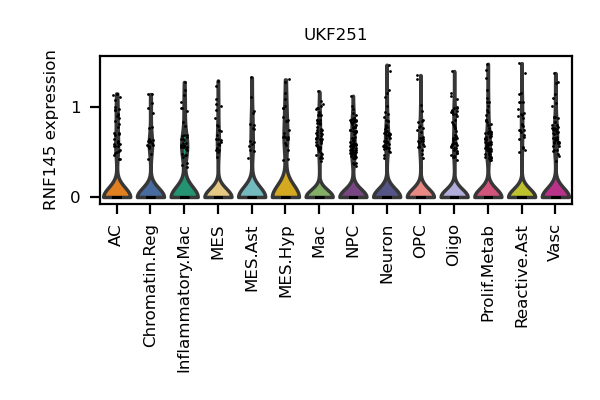 UKF251
RNF145 expression
1
0
AC
Chromatin.Reg
Inflammatory.Mac
MES
MES.Ast
MES.Hyp
Mac
NPC
Neuron
OPC
Oligo
Prolif.Metab
Reactive.Ast
Vasc